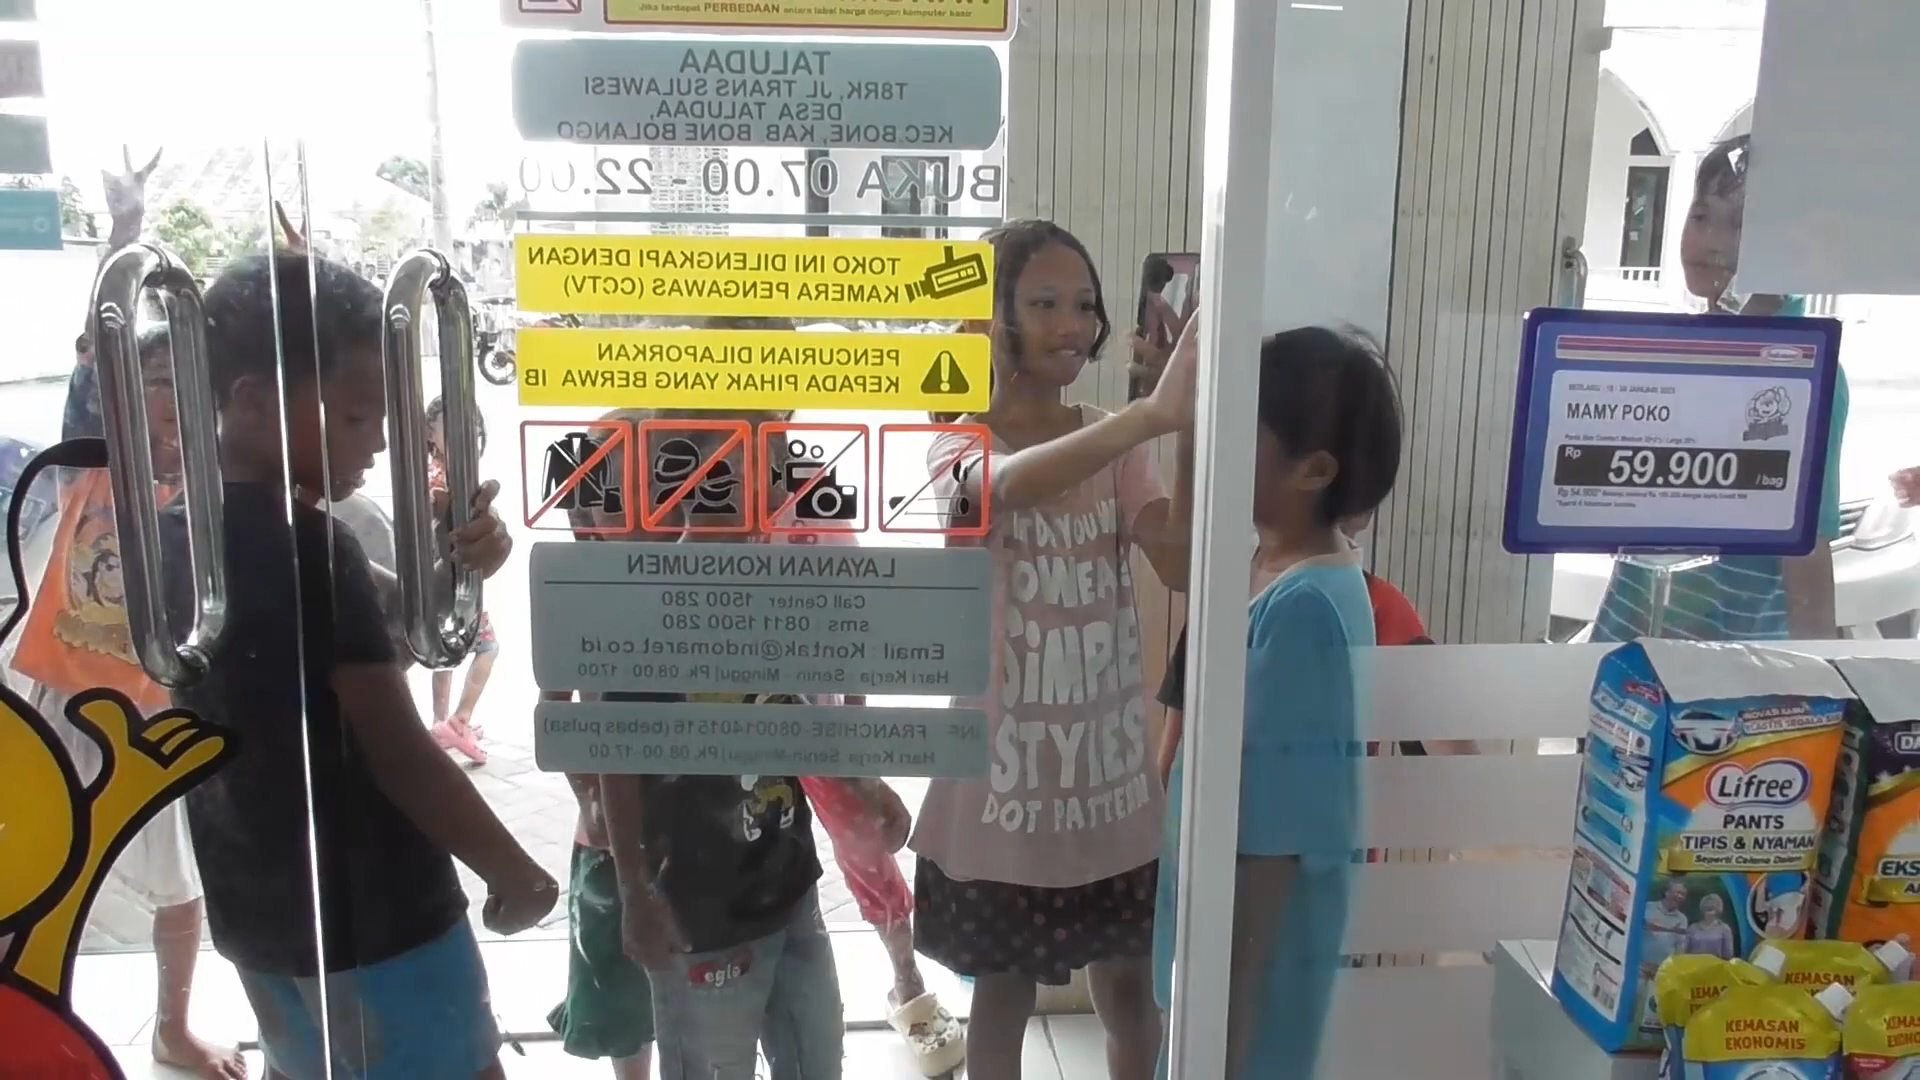 Jika terdapat PERBEDAAN antara label harga dengan komputer kasir
TALUDAA
T8RK, JL TRANS SULAWESI
DESA TALUDAA,
KEC.BONE, KAB BONE BOLANGO
BUKA 07.00 - 22.00
TOKO INI DILENGKAPI DENGAN
KAMERA PENGAWAS (CCTV)
PENCURIAN DILAPORKAN
KEPADA PIHAK YANG BERWA IB
LAYANAN KONSUMEN
Call Center 1500 280
sms : 0811 1500 280
Email : Kontak@indomaret.co.id
Hari Kerja Senin - Minggu | Pk. 08.00 - 17.00
FRANCHISE 08001401516 (bebas pulsa)
Hari Kerja Senin-Minggu | Pk. 08.00-17.00
SiMPlE
STYlES
DOT PATTERN
eglo
MAMY POKO
Rp 59.900 /bag
Lifree
PANTS
TIPIS & NYAMAN
Seperti Celana Dalam
EKS
KEMASAN
KEMASAN
EKONOMIS